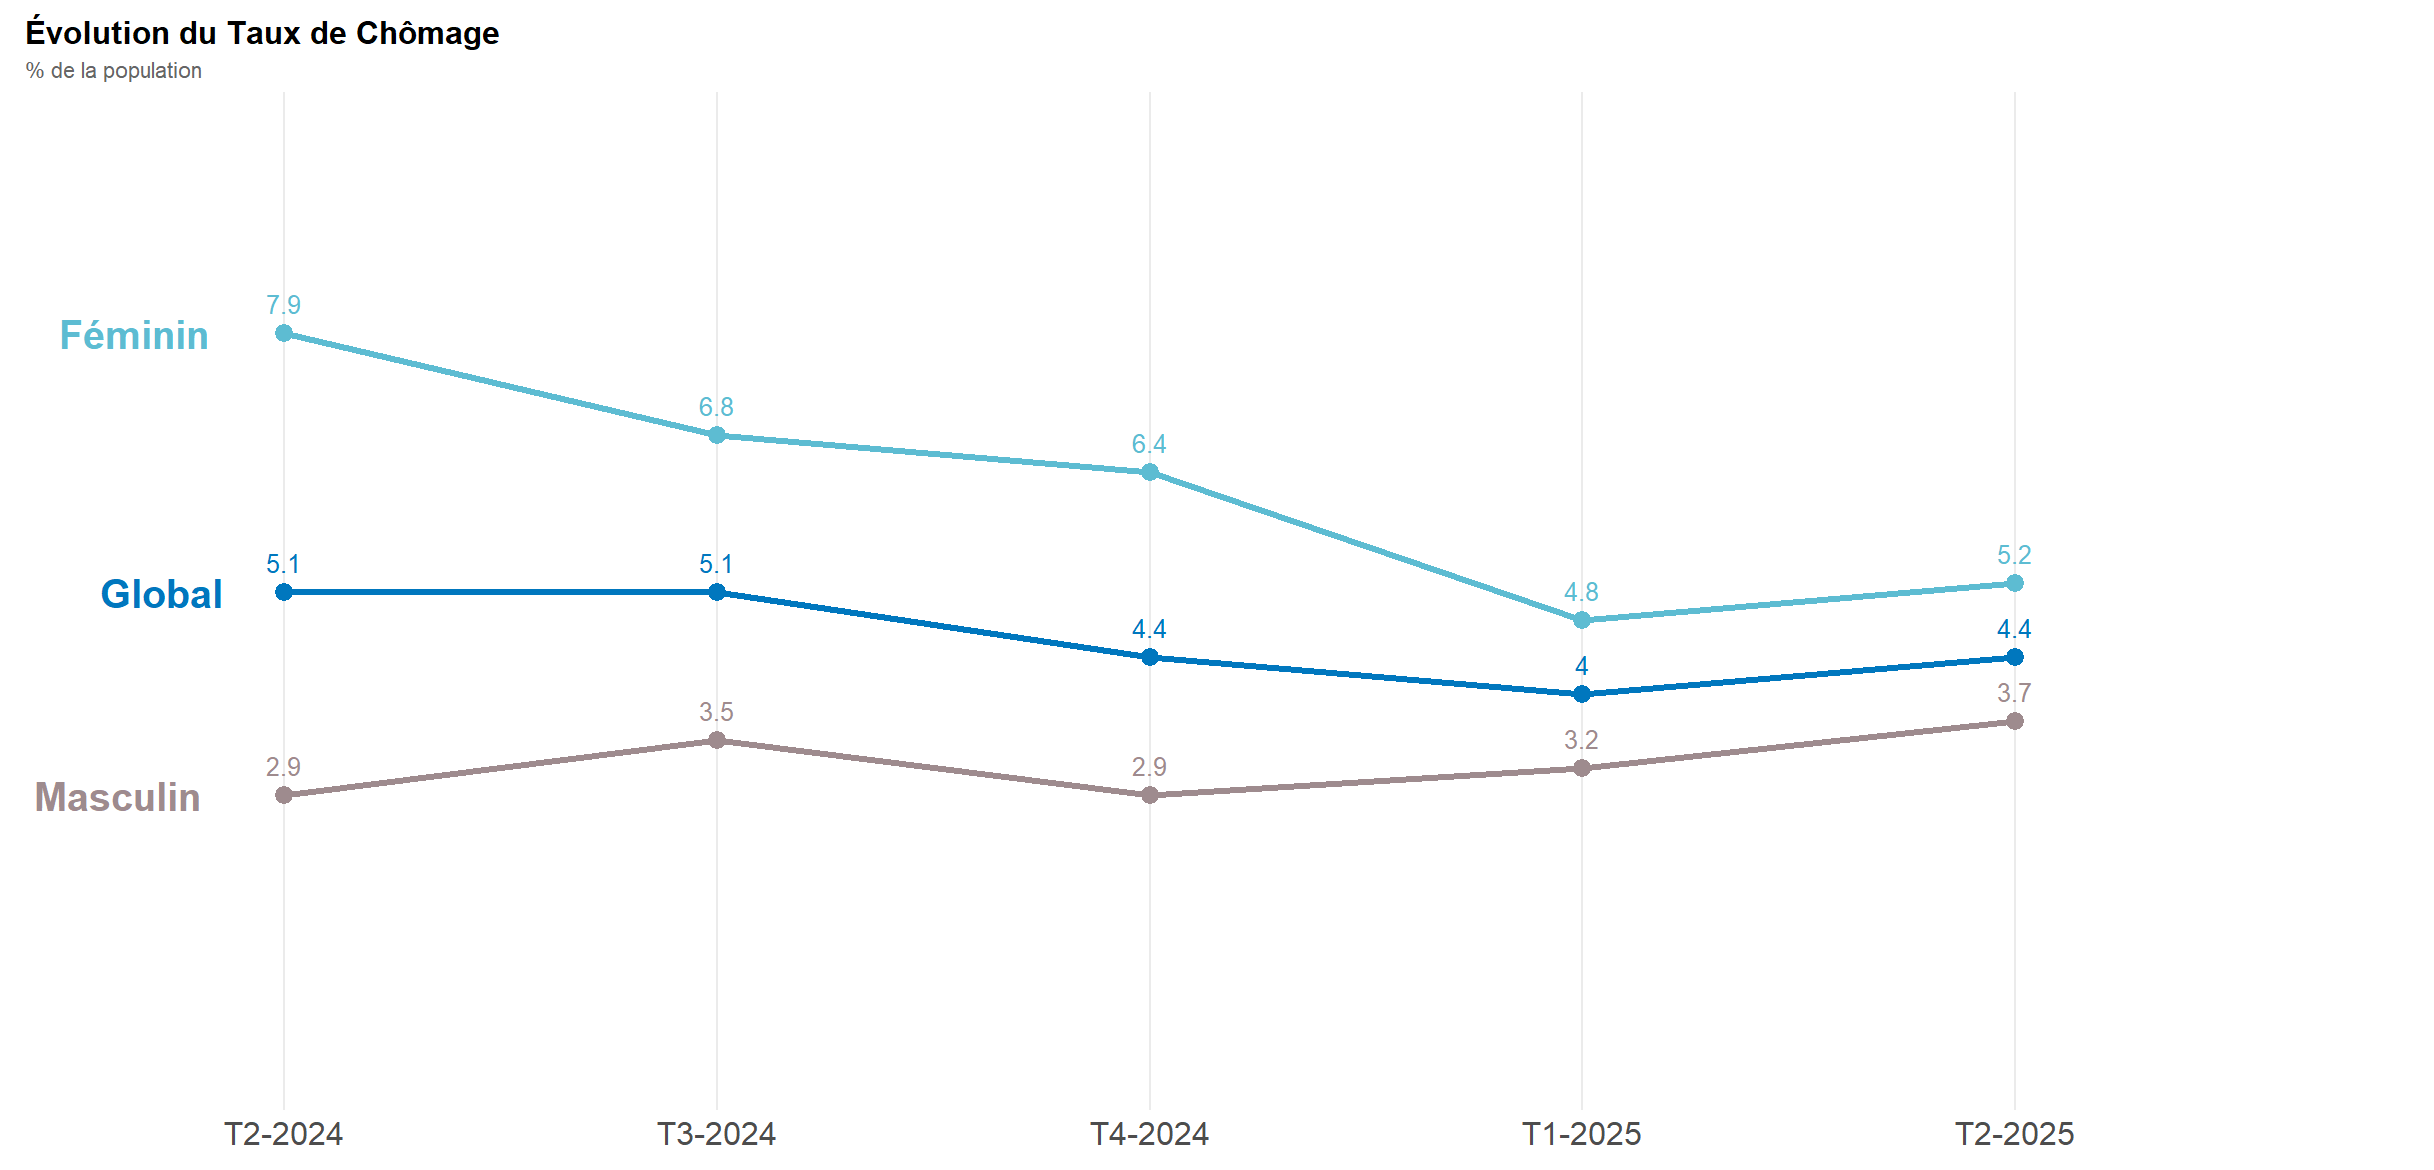 Évolution du Taux de Chômage
% de la population
7.9
Féminin
6.8
6.4
5.2
4.8
5.1
5.1
Global
4.4
4.4
4
3.7
3.5
3.2
2.9
2.9
Masculin
T2-2024 T3-2024 T4-2024 T1-2025 T2-2025